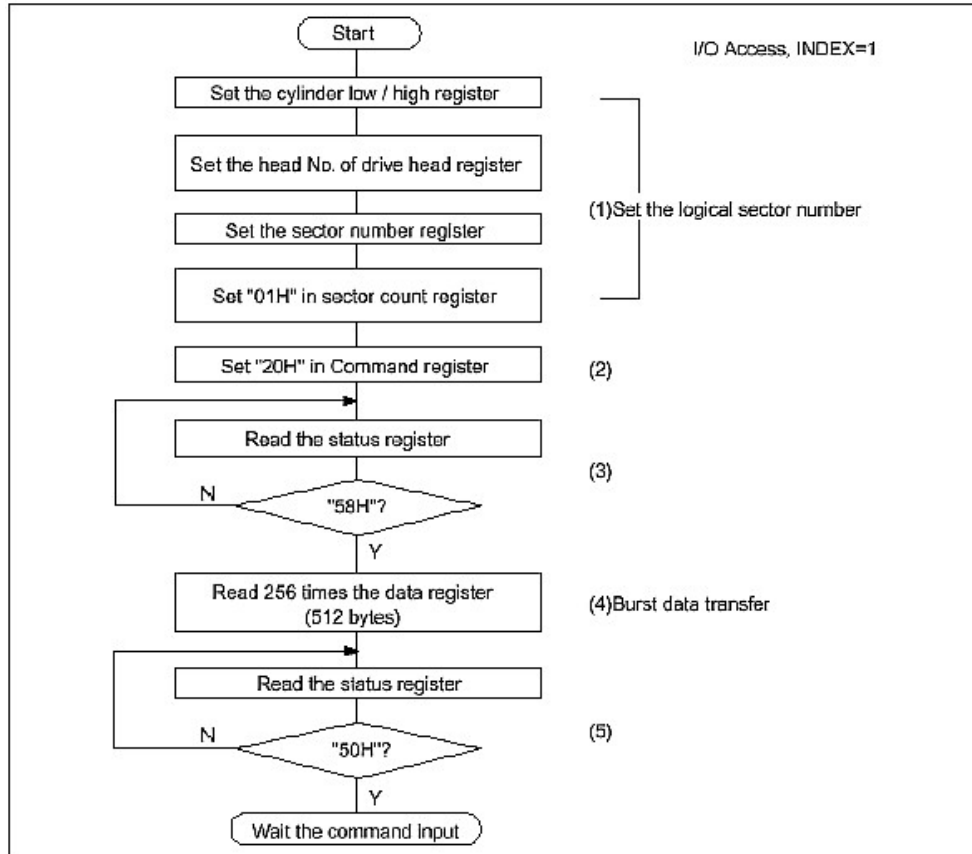 Start
I/O Access, INDEX=1
Set the cylinder low / high register
Set the head No. of drive head register
(1)Set the logical sector number
Set the sector number register
Set "01H" in sector count register
Set "20H" in Command register
(2)
Read the status register
(3)
N
"58H"?
Y
Read 256 times the data register
(512 bytes)
(4)Burst data transfer
Read the status register
N
"50H"?
(5)
Y
Wait the command input